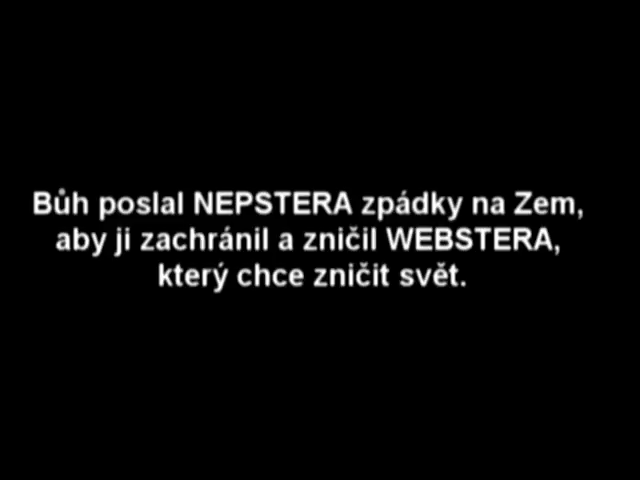 Bůh poslal NEPSTERA zpádky na Zem,
aby ji zachránil a zničil WEBSTERA,
který chce zničit svět.